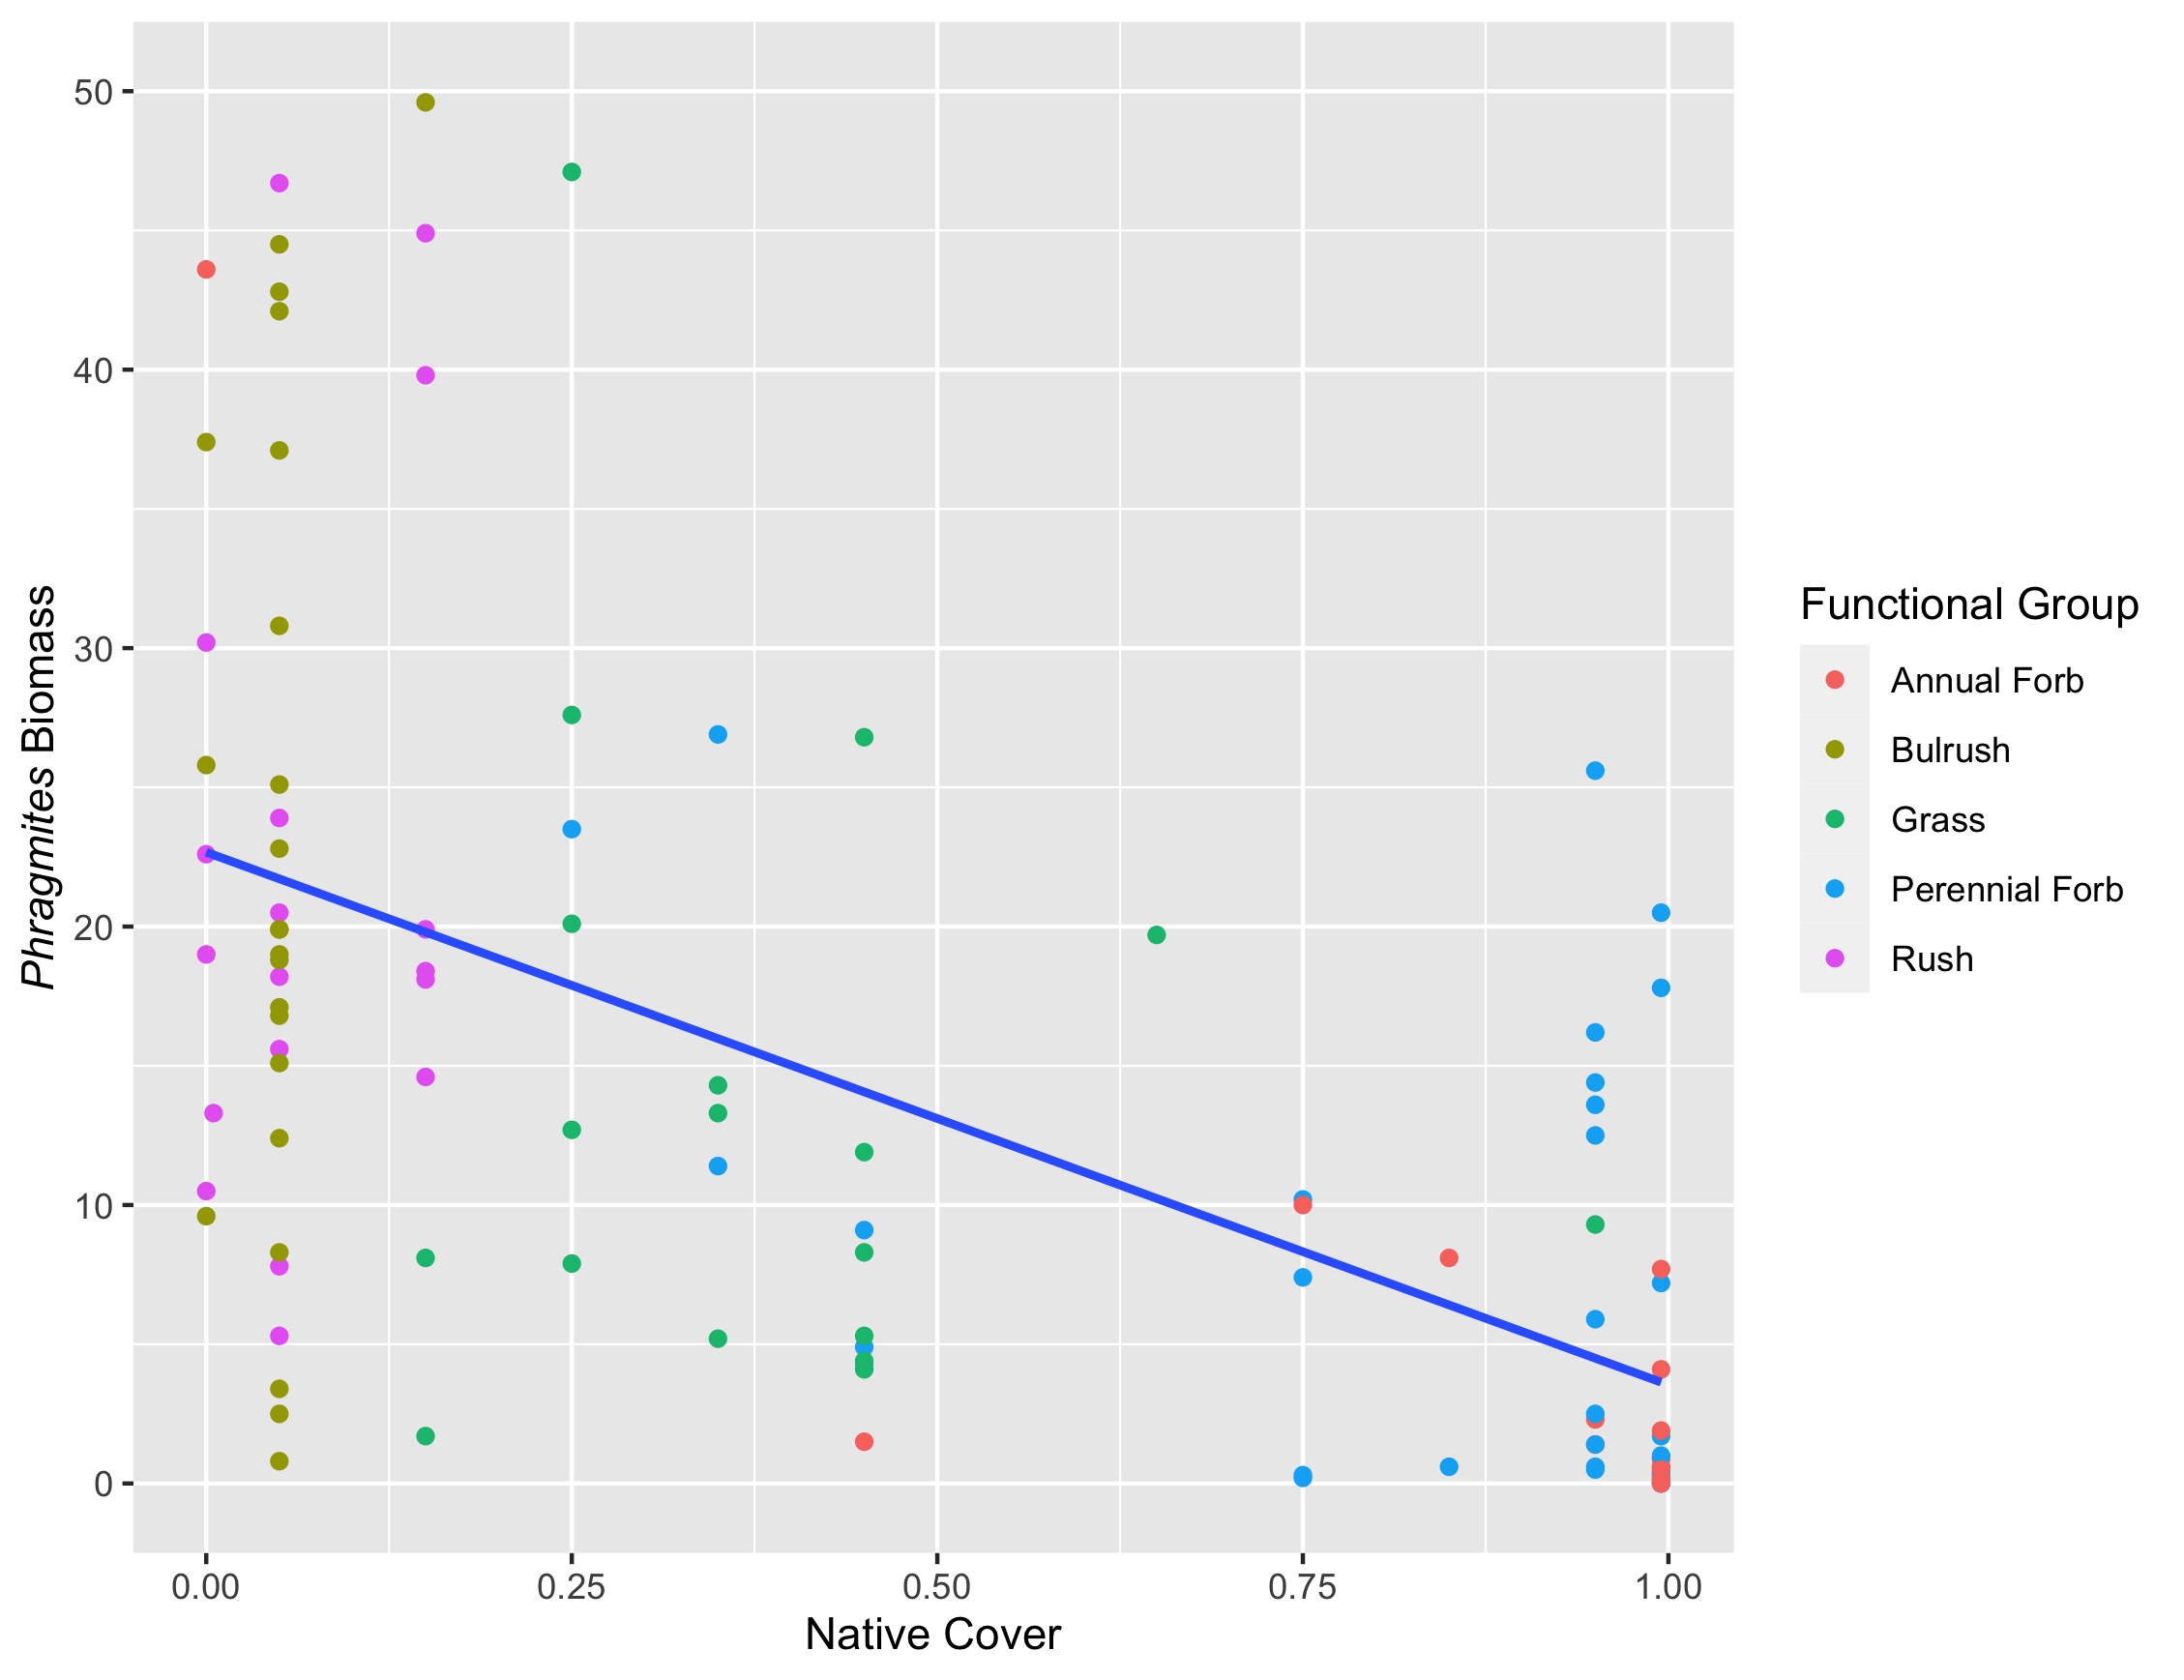 50
40
30
20
10
0
Phragmites Biomass
0.00 0.25 0.50 0.75 1.00
Native Cover
Functional Group
Annual Forb
Bulrush
Grass
Perennial Forb
Rush